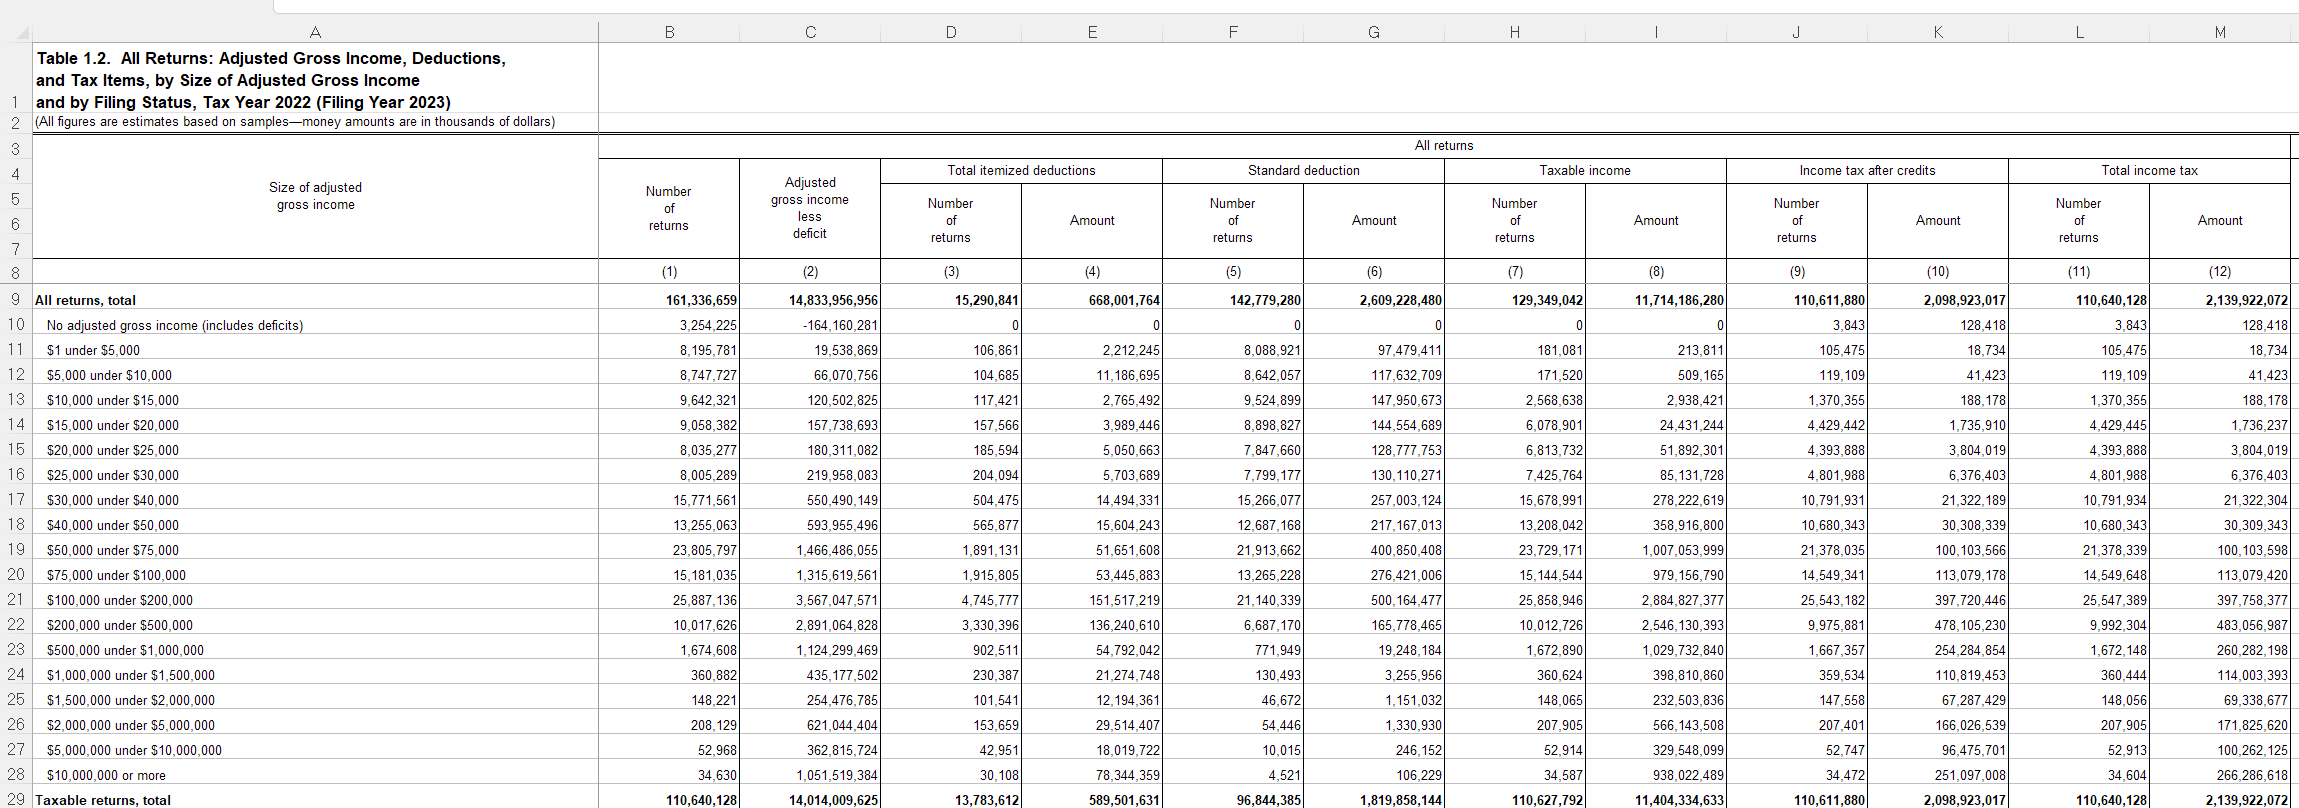 A B C D E F G H I J K L M
Table 1.2. All Returns: Adjusted Gross Income, Deductions,
and Tax Items, by Size of Adjusted Gross Income
1 and by Filing Status, Tax Year 2022 (Filing Year 2023)
2 (All figures are estimates based on samples—money amounts are in thousands of dollars)
3 All returns
4 Total itemized deductions Standard deduction Taxable income Income tax after credits Total income tax
Size of adjusted
gross income
Number
of
returns
Adjusted
gross income
less
deficit
5 Number
6 of
7 returns
Amount
Number
of
returns
Amount
Number
of
returns
Amount
Number
of
returns
Amount
Number
of
returns
Amount
8 (1) (2) (3) (4) (5) (6) (7) (8) (9) (10) (11) (12)
9 All returns, total 161,336,659 14,833,956,956 15,290,841 668,001,764 142,779,280 2,609,228,480 129,349,042 11,714,186,280 110,611,880 2,098,923,017 110,640,128 2,139,922,072
10 No adjusted gross income (includes deficits) 3,254,225 -164,160,281 0 0 0 0 0 0 3,843 128,418 3,843 128,418
11 $1 under $5,000 8,195,781 19,538,869 106,861 2,212,245 8,088,921 97,479,411 181,081 213,811 105,475 18,734 105,475 18,734
12 $5,000 under $10,000 8,747,727 66,070,756 104,685 11,186,695 8,642,057 117,632,709 171,520 509,165 119,109 41,423 119,109 41,423
13 $10,000 under $15,000 9,642,321 120,502,825 117,421 2,765,492 9,524,899 147,950,673 2,568,638 2,938,421 1,370,355 188,178 1,370,355 188,178
14 $15,000 under $20,000 9,058,382 157,738,693 157,566 3,989,446 8,898,827 144,554,689 6,078,901 24,431,244 4,429,442 1,735,910 4,429,445 1,736,237
15 $20,000 under $25,000 8,035,277 180,311,082 185,594 5,050,663 7,847,660 128,777,753 6,813,732 51,892,301 4,393,888 3,804,019 4,393,888 3,804,019
16 $25,000 under $30,000 8,005,289 219,958,083 204,094 5,703,689 7,799,177 130,110,271 7,425,764 85,131,728 4,801,988 6,376,403 4,801,988 6,376,403
17 $30,000 under $40,000 15,771,561 550,490,149 504,475 14,494,331 15,266,077 257,003,124 15,678,991 278,222,619 10,791,931 21,322,189 10,791,934 21,322,304
18 $40,000 under $50,000 13,255,063 593,955,496 565,877 15,604,243 12,687,168 217,167,013 13,208,042 358,916,800 10,680,343 30,308,339 10,680,343 30,309,343
19 $50,000 under $75,000 23,805,797 1,466,486,055 1,891,131 51,651,608 21,913,662 400,850,408 23,729,171 1,007,053,999 21,378,035 100,103,566 21,378,339 100,103,598
20 $75,000 under $100,000 15,181,035 1,315,619,561 1,915,805 53,445,883 13,265,228 276,421,006 15,144,544 979,156,790 14,549,341 113,079,178 14,549,648 113,079,420
21 $100,000 under $200,000 25,887,136 3,567,047,571 4,745,777 151,517,219 21,140,339 500,164,477 25,858,946 2,884,827,377 25,543,182 397,720,446 25,547,389 397,758,377
22 $200,000 under $500,000 10,017,626 2,891,064,828 3,330,396 136,240,610 6,687,170 165,778,465 10,012,726 2,546,130,393 9,975,881 478,105,230 9,992,304 483,056,987
23 $500,000 under $1,000,000 1,674,608 1,124,299,469 902,511 54,792,042 771,949 19,248,184 1,672,890 1,029,732,840 1,667,357 254,284,854 1,672,148 260,282,198
24 $1,000,000 under $1,500,000 360,882 435,177,502 230,387 21,274,748 130,493 3,255,956 360,624 398,810,860 359,534 110,819,453 360,444 114,003,393
25 $1,500,000 under $2,000,000 148,221 254,476,785 101,541 12,194,361 46,672 1,151,032 148,065 232,503,836 147,558 67,287,429 148,056 69,338,677
26 $2,000,000 under $5,000,000 208,129 621,044,404 153,659 29,514,407 54,446 1,330,930 207,905 566,143,508 207,401 166,026,539 207,905 171,825,620
27 $5,000,000 under $10,000,000 52,968 362,815,724 42,951 18,019,722 10,015 246,152 52,914 329,548,099 52,747 96,475,701 52,913 100,262,125
28 $10,000,000 or more 34,630 1,051,519,384 30,108 78,344,359 4,521 106,229 34,587 938,022,489 34,472 251,097,008 34,604 266,286,618
29 Taxable returns, total 110,640,128 14,014,009,625 13,783,612 589,501,631 96,844,385 1,819,858,144 110,627,792 11,404,334,633 110,611,880 2,098,923,017 110,640,128 2,139,922,072